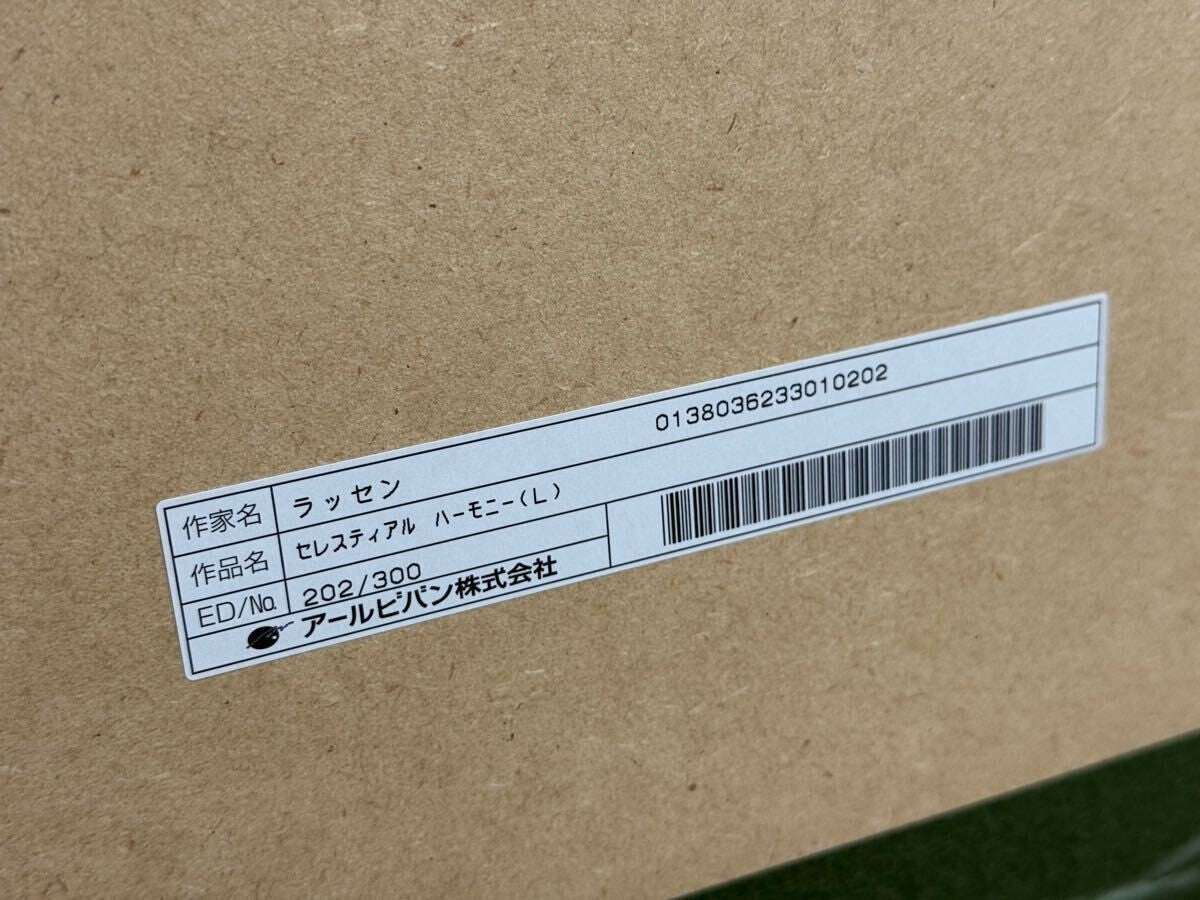 作家名 ラッセン 0138036233010202
作品名 セレスティアル ハーモニー(L)
ED/No. 202/300
アールビバン株式会社